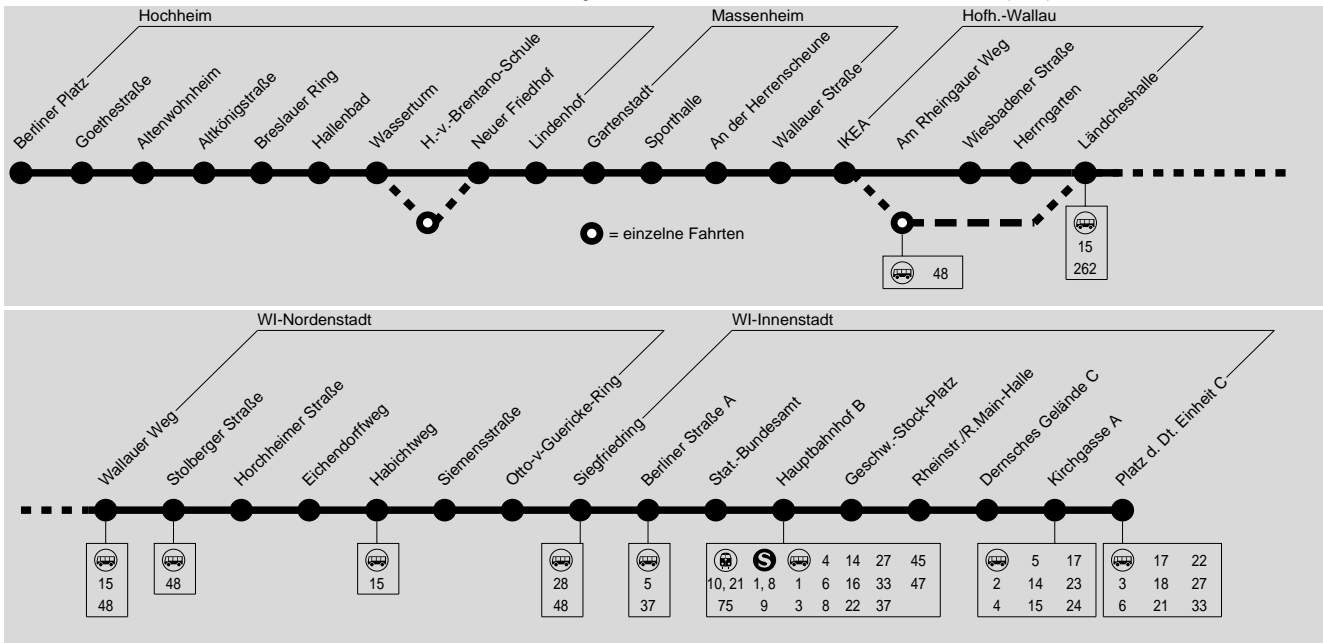 Hochheim
Massenheim
Hofh.-Wallau
Berliner Platz
Goethestraße
Altenwohnheim
Altkönigstraße
Breslauer Ring
Hallenbad
Wasserturm
H.-v.-Brentano-Schule
Neuer Friedhof
Lindenhof
Gartenstadt
Sporthalle
An der Herrenscheune
Wallauer Straße
IKEA
Am Rheingauer Weg
Wiesbadener Straße
Herrngarten
Ländcheshalle
= einzelne Fahrten
48
15
262
WI-Nordenstadt
WI-Innenstadt
Wallauer Weg
Stolberger Straße
Horchheimer Straße
Eichendorffweg
Habichtweg
Siemensstraße
Otto-v-Guericke-Ring
Siegfriedring
Berliner Straße A
Stat.-Bundesamt
Hauptbahnhof B
Geschw.-Stock-Platz
Rheinstr./R.Main-Halle
Dernsches Gelände C
Kirchgasse A
Platz d. Dt. Einheit C
15
48
48
15
28
48
5
37
S 4 14 27 45
10, 21 1, 8 1 6 16 33 47
75 9 3 8 22 37
5 17
2 14 23
4 15 24
17 22
3 18 27
6 21 33